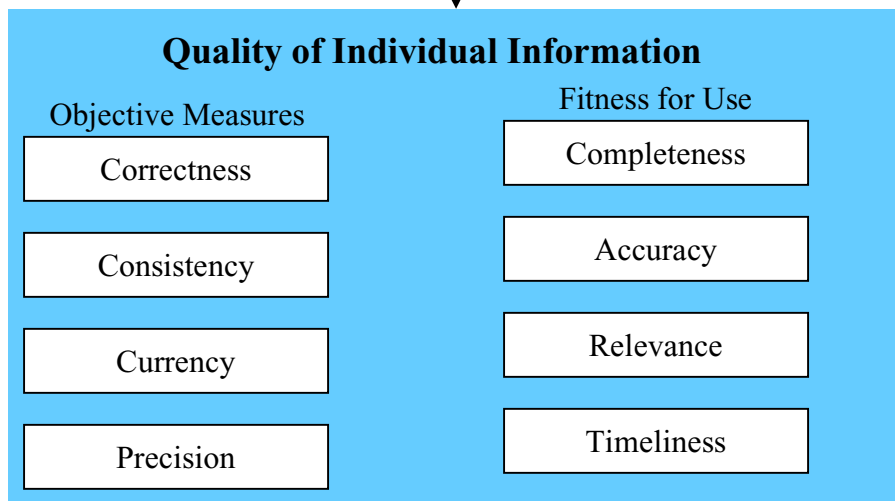 Quality of Individual Information
Objective Measures
Correctness
Consistency
Currency
Precision
Fitness for Use
Completeness
Accuracy
Relevance
Timeliness